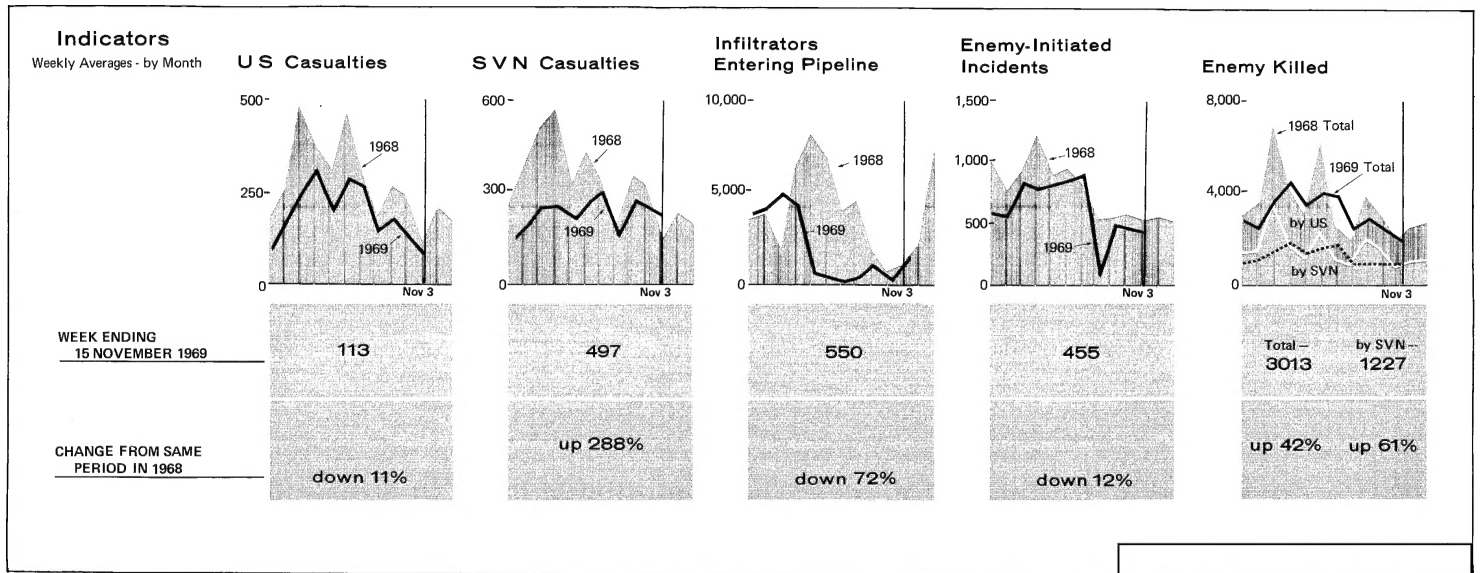 Indicators
Weekly Averages - by Month
US Casualties
500
250
0
1968
1969
Nov 3
SVN Casualties
600
300
0
1968
1969
Nov 3
Infiltrators
Entering Pipeline
10,000
5,000
0
1968
1969
Nov 3
Enemy-Initiated
Incidents
1,500
1,000
500
0
1968
1969
Nov 3
Enemy Killed
8,000
4,000
0
1968 Total
1969 Total
by US
by SVN
Nov 3
WEEK ENDING
15 NOVEMBER 1969
113
497
550
455
Total —
3013
by SVN —
1227
CHANGE FROM SAME
PERIOD IN 1968
down 11%
up 288%
down 72%
down 12%
up 42%
up 61%